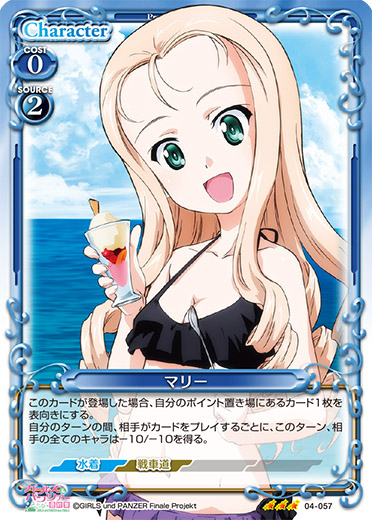 Character
COST
0
SOURCE
2
マリー
このカードが登場した場合、自分のポイント置き場にあるカード1枚を
表向きにする。
自分のターンの間、相手がカードをプレイするごとに、このターン、相
手の全てのキャラは－10/－10を得る。
水着
戦車道
©GIRLS und PANZER Finale Projekt
04-057